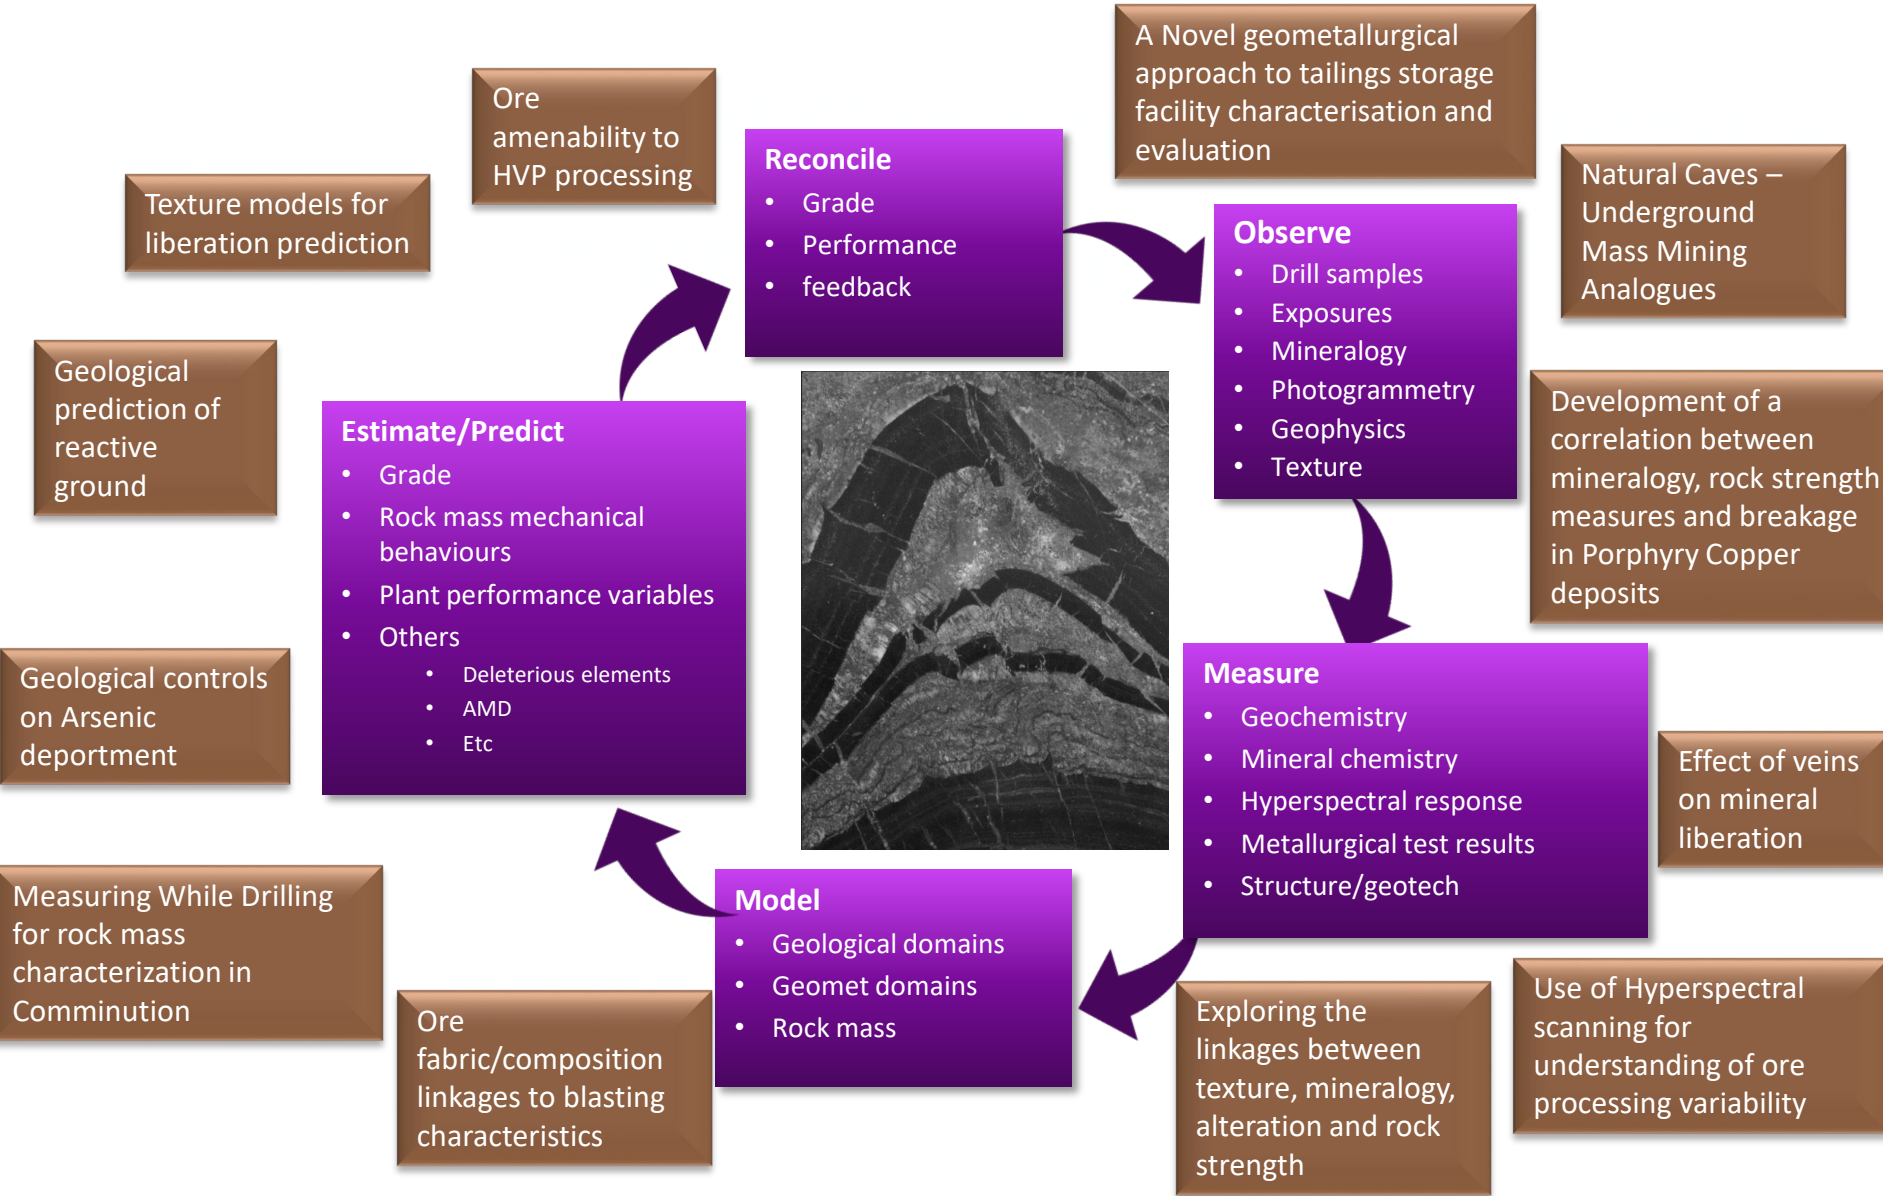 A Novel geometallurgical
approach to tailings storage
facility characterisation and
evaluation
Ore
amenability to
HVP processing
Reconcile
• Grade
• Performance
• feedback
Natural Caves –
Underground
Mass Mining
Analogues
Texture models for
liberation prediction
Observe
• Drill samples
• Exposures
• Mineralogy
• Photogrammetry
• Geophysics
• Texture
Geological
prediction of
reactive
ground
Development of a
correlation between
mineralogy, rock strength
measures and breakage
in Porphyry Copper
deposits
Estimate/Predict
• Grade
• Rock mass mechanical
behaviours
• Plant performance variables
• Others
• Deleterious elements
• AMD
• Etc
Geological controls
on Arsenic
department
Measure
• Geochemistry
• Mineral chemistry
• Hyperspectral response
• Metallurgical test results
• Structure/geotech
Effect of veins
on mineral
liberation
Measuring While Drilling
for rock mass
characterization in
Comminution
Model
• Geological domains
• Geomet domains
• Rock mass
Ore
fabric/composition
linkages to blasting
characteristics
Exploring the
linkages between
texture, mineralogy,
alteration and rock
strength
Use of Hyperspectral
scanning for
understanding of ore
processing variability